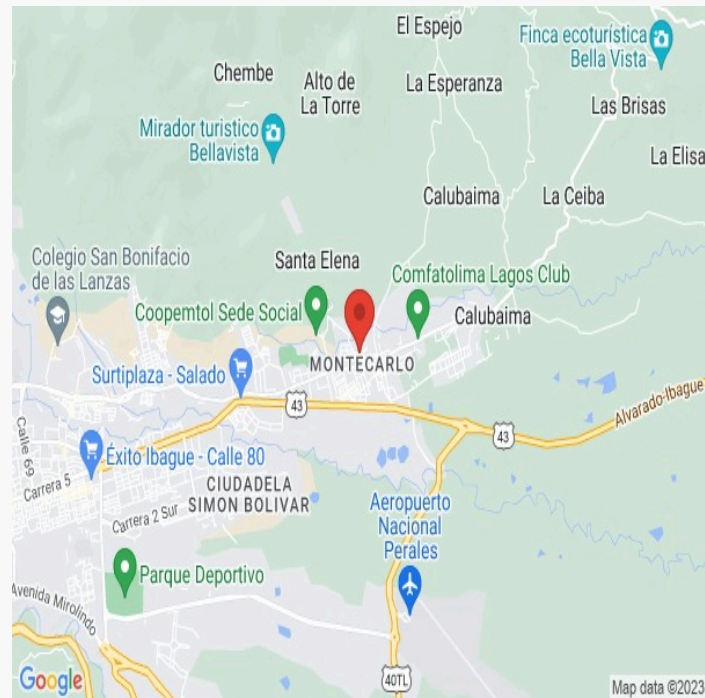 El Espejo
Finca ecoturística
Bella Vista
Chembe
Alto de
La Torre
La Esperanza
Las Brisas
Mirador turistico
Bellavista
La Elisa
Calubaima
La Ceiba
Colegio San Bonifacio
de las Lanzas
Santa Elena
Comfatolima Lagos Club
Coopemtol Sede Social
Calubaima
MONTECARLO
Surtiplaza - Salado
43
43
Alvarado-Ibague
Calle 69
Éxito Ibague - Calle 80
Carrera 5
CIUDADELA
SIMON BOLIVAR
Carrera 2 Sur
Aeropuerto
Nacional
Perales
Parque Deportivo
Avenida Mirolindo
40TL
Google
Map data ©2023